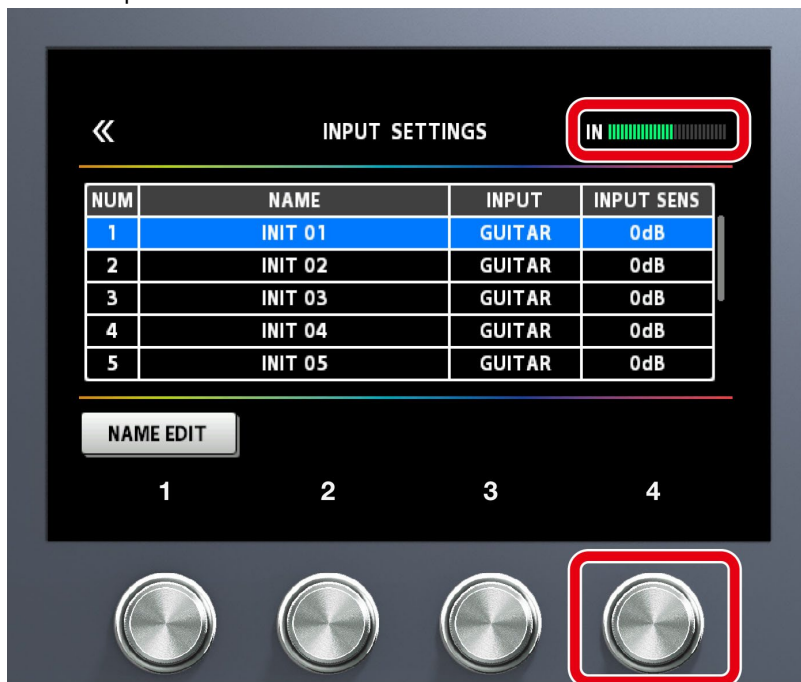 « INPUT SETTINGS IN
NUM NAME INPUT INPUT SENS
1 INIT 01 GUITAR 0dB
2 INIT 02 GUITAR 0dB
3 INIT 03 GUITAR 0dB
4 INIT 04 GUITAR 0dB
5 INIT 05 GUITAR 0dB
NAME EDIT
1 2 3 4